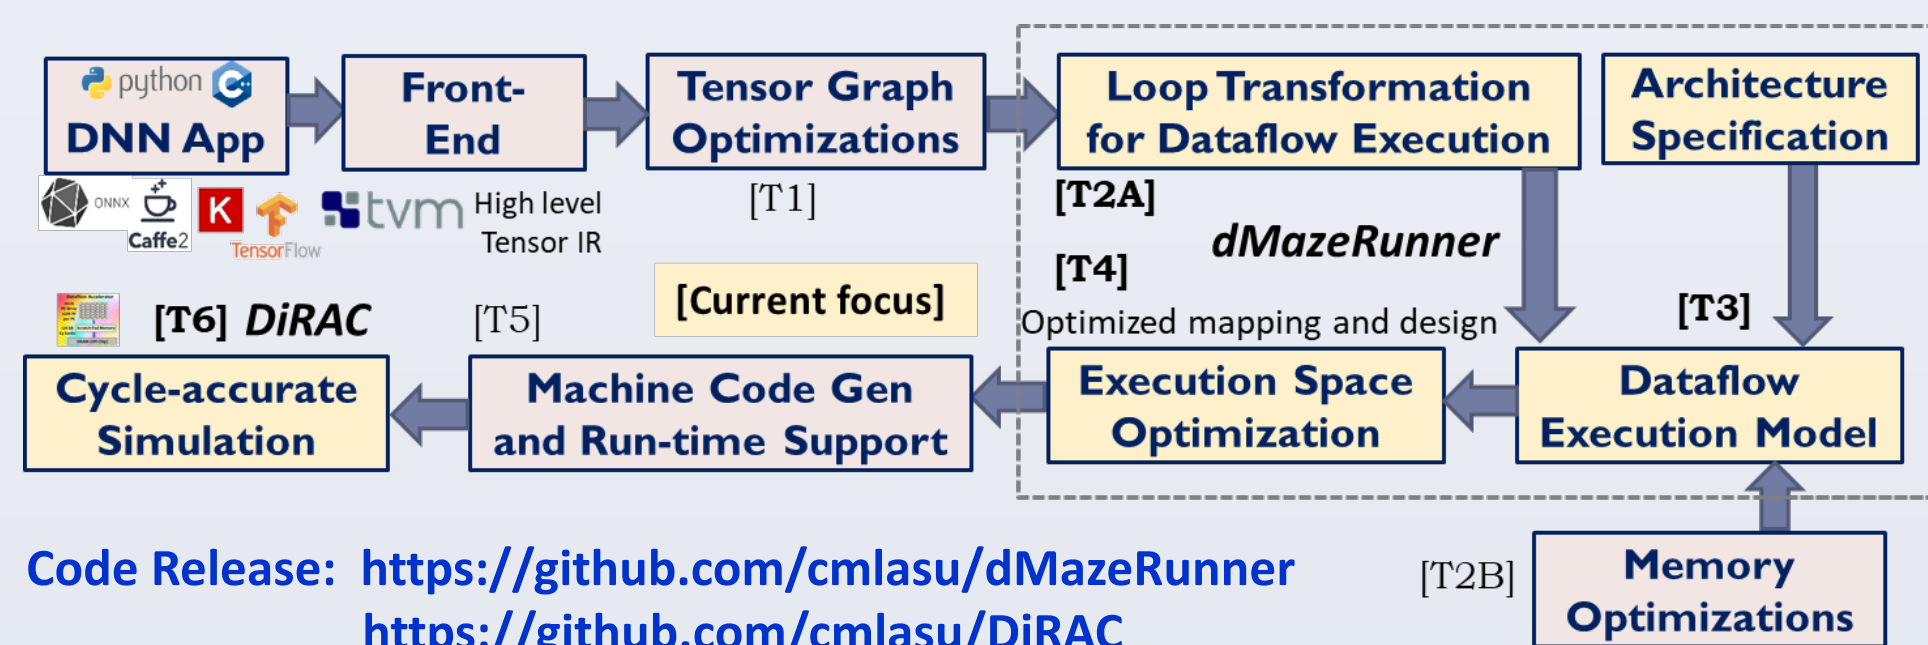 python
DNN App
Front-
End
Tensor Graph
Optimizations
Loop Transformation
for Dataflow Execution
Architecture
Specification
ONNX
Caffe2
K
TensorFlow
tvm
High level
Tensor IR
[T1]
[T2A]
[T4]
dMazeRunner
[Current focus]
Optimized mapping and design
[T3]
[T6] DiRAC
[T5]
Cycle-accurate
Simulation
Machine Code Gen
and Run-time Support
Execution Space
Optimization
Dataflow
Execution Model
[T2B]
Memory
Optimizations
Code Release: https://github.com/cmlasu/dMazeRunner
https://github.com/cmlasu/DiRAC